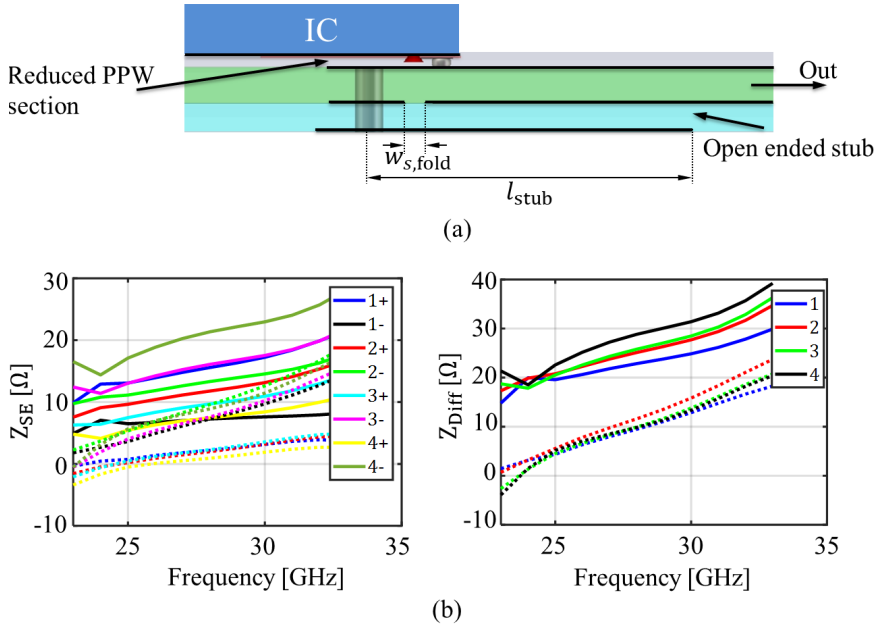 IC
Reduced PPW
section
Out
w_s,fold
Open ended stub
l_stub
(a)
30
20
10
0
-10
25
30
35
Z_SE [Ω]
Frequency [GHz]
1+
1-
2+
2-
3+
3-
4+
4-
40
30
20
10
0
-10
25
30
35
Z_Diff [Ω]
Frequency [GHz]
1
2
3
4
(b)